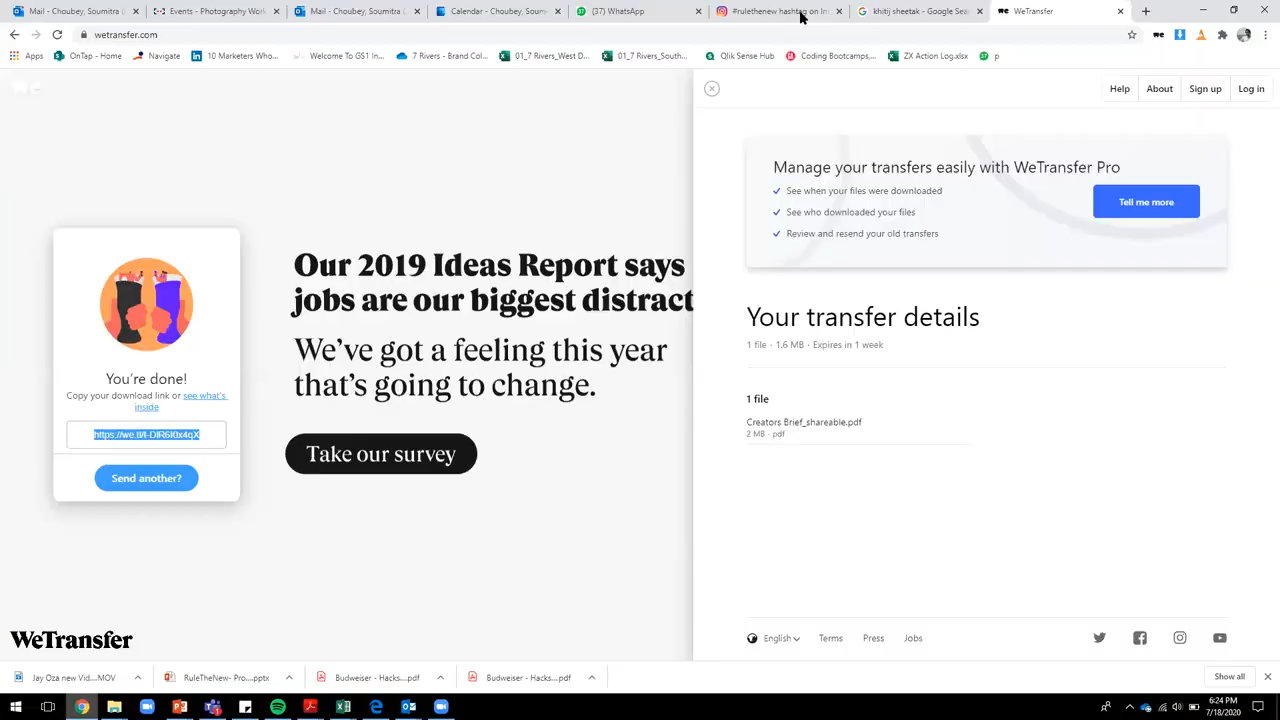 Mail - Choubey, Soumitra (
Events - Photography Work
Mail - Choubey, Soumitra (
Calendar - Choubey, Soumit
(37) WhatsApp
#rulethenew hashtag on In
khitij sheetak - Google Sea
WeTransfer
wetransfer.com
Apps
OnTap - Home
Navigate
10 Marketers Who...
Welcome To GS1 In...
7 Rivers - Brand Col...
01_7 Rivers_West D...
01_7 Rivers_South...
Qlik Sense Hub
Coding Bootcamps,...
ZX Action Log.xlsx
p
Help
About
Sign up
Log in
Manage your transfers easily with WeTransfer Pro
See when your files were downloaded
See who downloaded your files
Review and resend your old transfers
Tell me more
Our 2019 Ideas Report says
jobs are our biggest distract
We've got a feeling this year
that's going to change.
Take our survey
You're done!
Copy your download link or see what's
inside
Send another?
Your transfer details
1 file · 1.6 MB · Expires in 1 week
1 file
Creators Brief_shareable.pdf
2 MB · pdf
WeTransfer
English
Terms
Press
Jobs
Jay Oza new Vid....MOV
RuleTheNew- Pro....pptx
Budweiser - Hacks....pdf
Budweiser - Hacks....pdf
Show all
6:24 PM
7/18/2020